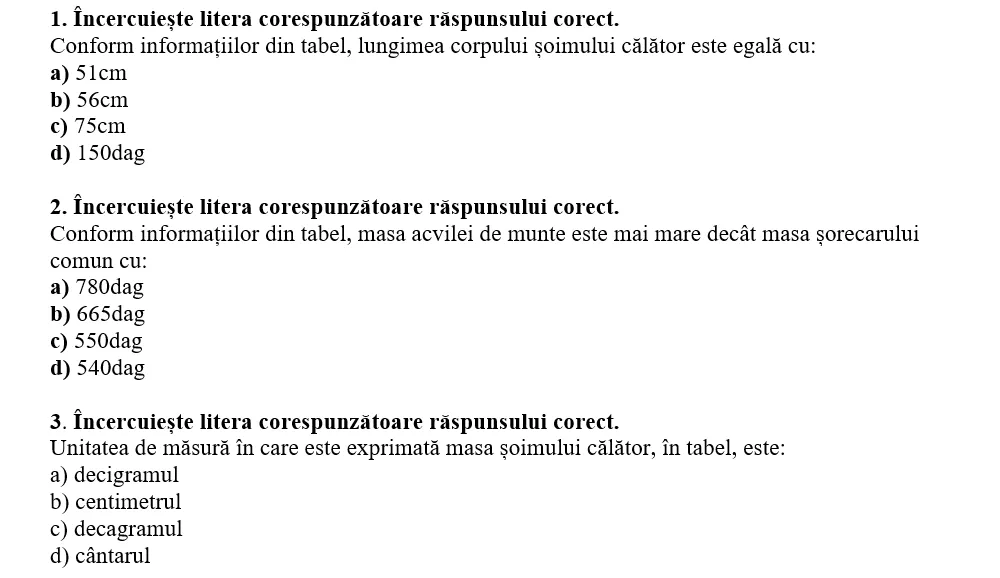 1. Încercuiește litera corespunzătoare răspunsului corect.
Conform informațiilor din tabel, lungimea corpului șoimului călător este egală cu:
a) 51cm
b) 56cm
c) 75cm
d) 150dag
2. Încercuiește litera corespunzătoare răspunsului corect.
Conform informațiilor din tabel, masa acvilei de munte este mai mare decât masa șorecarului
comun cu:
a) 780dag
b) 665dag
c) 550dag
d) 540dag
3. Încercuiește litera corespunzătoare răspunsului corect.
Unitatea de măsură în care este exprimată masa șoimului călător, în tabel, este:
a) decigramul
b) centimetrul
c) decagramul
d) cântarul